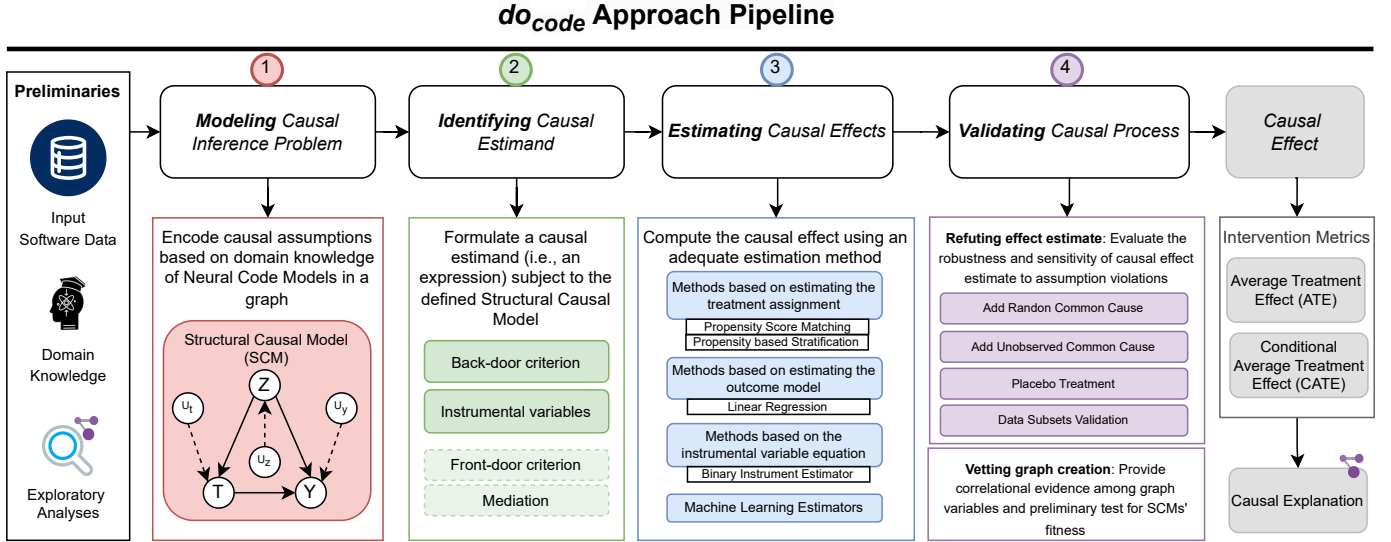 do_code Approach Pipeline
Preliminaries
Input
Software Data
Domain
Knowledge
Exploratory
Analyses
1
Modeling Causal
Inference Problem
Encode causal assumptions
based on domain knowledge
of Neural Code Models in a
graph
Structural Causal Model
(SCM)
Z
U_t
U_y
U_z
T
Y
2
Identifying Causal
Estimand
Formulate a causal
estimand (i.e., an
expression) subject to the
defined Structural Causal
Model
Back-door criterion
Instrumental variables
Front-door criterion
Mediation
3
Estimating Causal Effects
Compute the causal effect using an
adequate estimation method
Methods based on estimating the
treatment assignment
Propensity Score Matching
Propensity based Stratification
Methods based on estimating the
outcome model
Linear Regression
Methods based on the
instrumental variable equation
Binary Instrument Estimator
Machine Learning Estimators
4
Validating Causal Process
Refuting effect estimate: Evaluate the
robustness and sensitivity of causal effect
estimate to assumption violations
Add Randon Common Cause
Add Unobserved Common Cause
Placebo Treatment
Data Subsets Validation
Vetting graph creation: Provide
correlational evidence among graph
variables and preliminary test for SCMs'
fitness
Causal
Effect
Intervention Metrics
Average Treatment
Effect (ATE)
Conditional
Average Treatment
Effect (CATE)
Causal Explanation